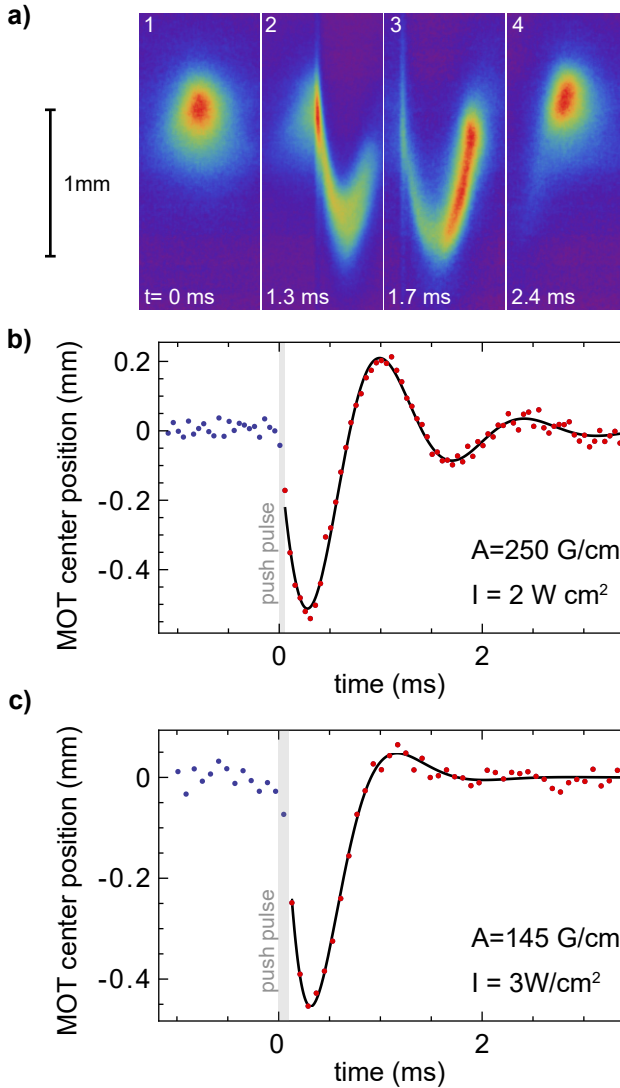 a)
1 2 3 4
1mm
t= 0 ms 1.3 ms 1.7 ms 2.4 ms
b)
0.2
0
-0.2
-0.4
MOT center position (mm)
push pulse
A=250 G/cm
I = 2 W cm²
0 2
time (ms)
c)
0
-0.2
-0.4
MOT center position (mm)
push pulse
A=145 G/cm
I = 3W/cm²
0 2
time (ms)